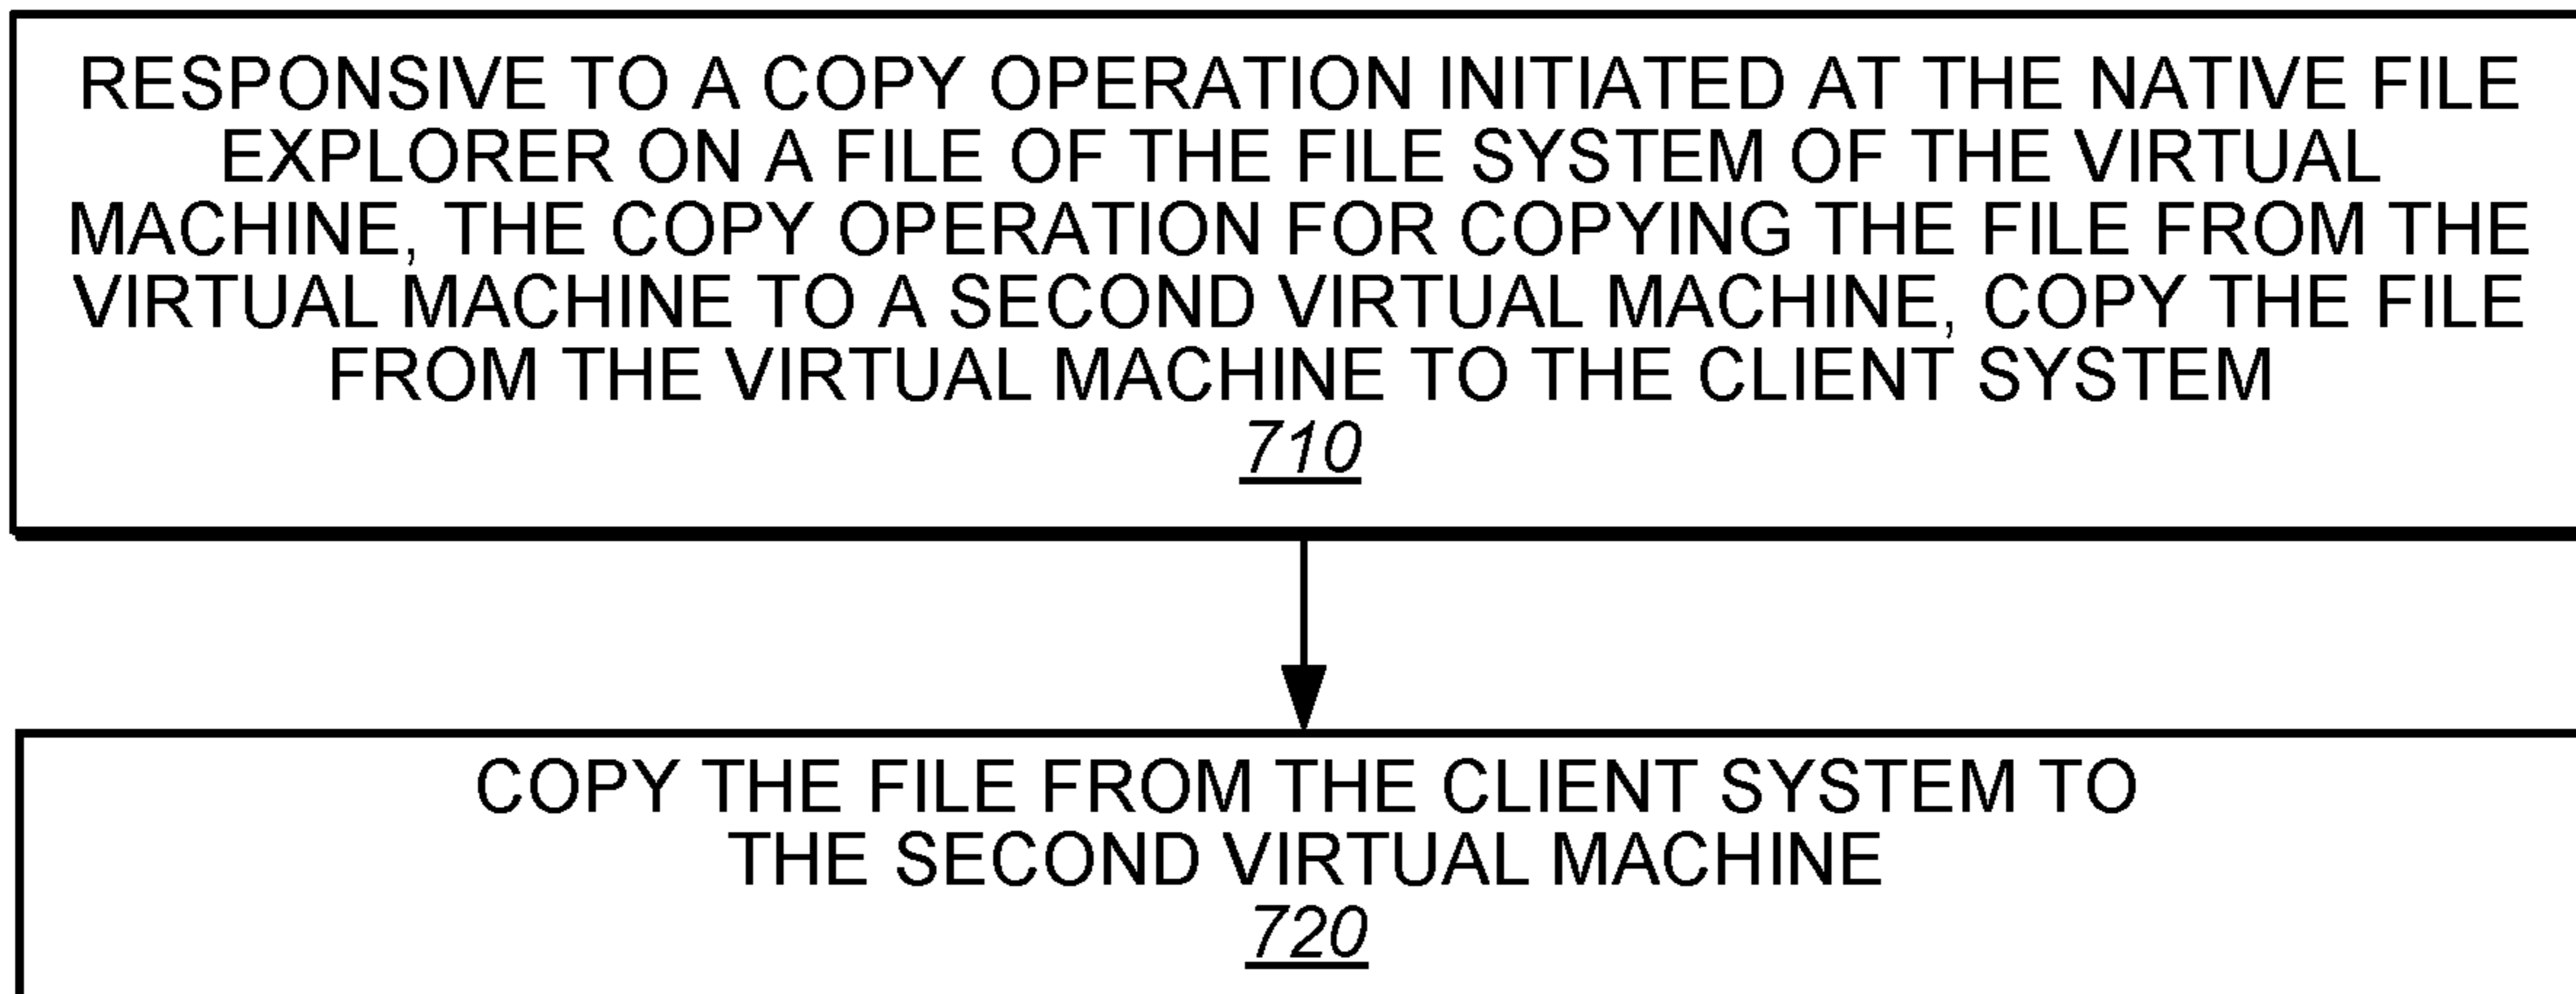 RESPONSIVE TO A COPY OPERATION INITIATED AT THE NATIVE FILE
EXPLORER ON A FILE OF THE FILE SYSTEM OF THE VIRTUAL
MACHINE, THE COPY OPERATION FOR COPYING THE FILE FROM THE
VIRTUAL MACHINE TO A SECOND VIRTUAL MACHINE, COPY THE FILE
FROM THE VIRTUAL MACHINE TO THE CLIENT SYSTEM
710
COPY THE FILE FROM THE CLIENT SYSTEM TO
THE SECOND VIRTUAL MACHINE
720